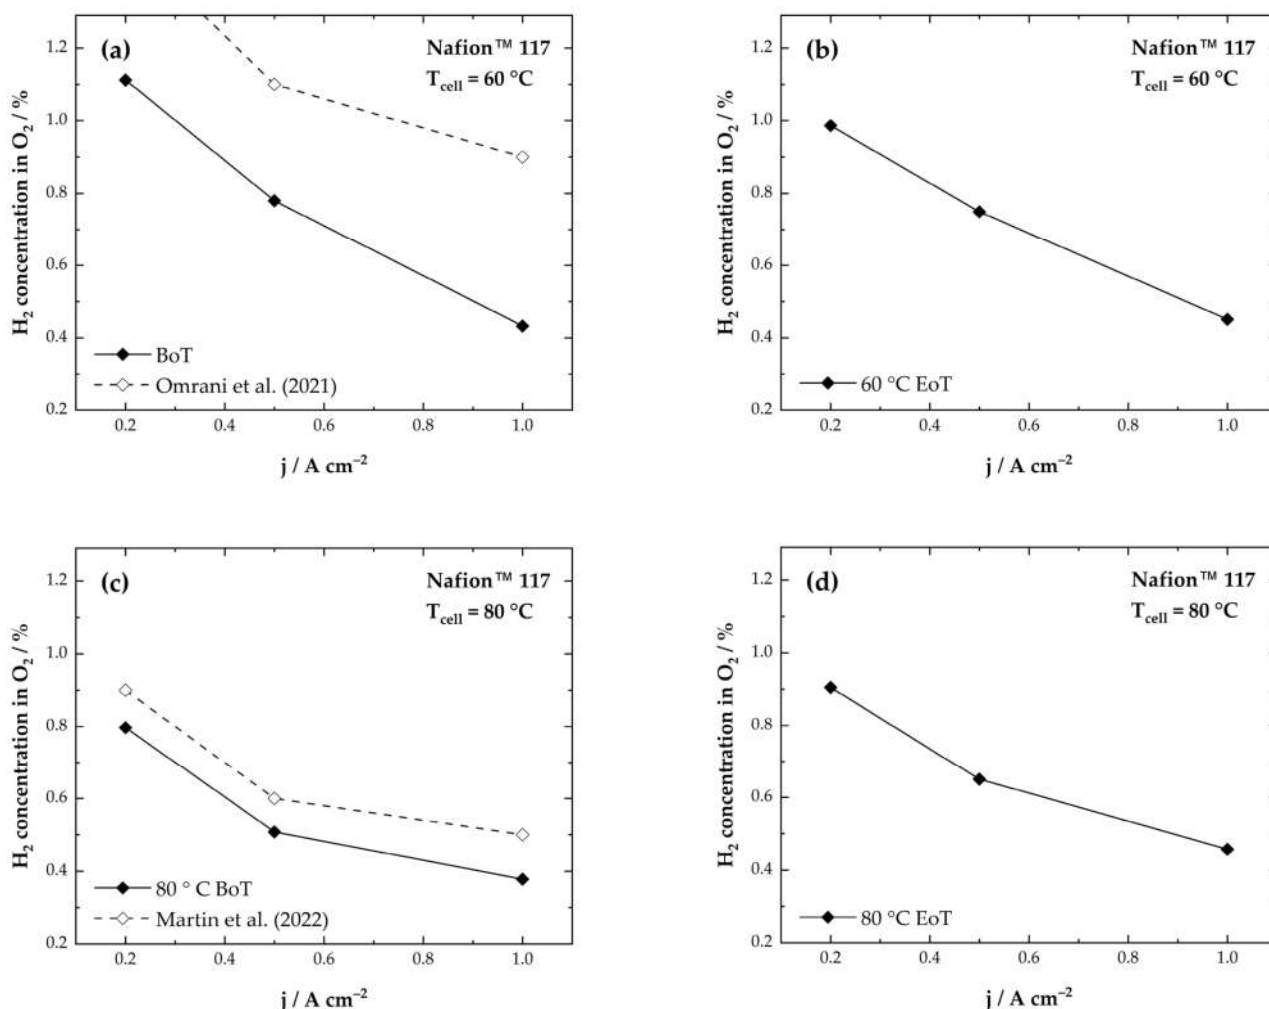 (a)
Nafion™ 117
T_cell = 60 °C
H₂ concentration in O₂ / %
1.2
1.0
0.8
0.6
0.4
0.2
BoT
Omrani et al. (2021)
0.2 0.4 0.6 0.8 1.0
j / A cm⁻²
(b)
Nafion™ 117
T_cell = 60 °C
H₂ concentration in O₂ / %
1.2
1.0
0.8
0.6
0.4
0.2
60 °C EoT
0.2 0.4 0.6 0.8 1.0
j / A cm⁻²
(c)
Nafion™ 117
T_cell = 80 °C
H₂ concentration in O₂ / %
1.2
1.0
0.8
0.6
0.4
0.2
80 ° C BoT
Martin et al. (2022)
0.2 0.4 0.6 0.8 1.0
j / A cm⁻²
(d)
Nafion™ 117
T_cell = 80 °C
H₂ concentration in O₂ / %
1.2
1.0
0.8
0.6
0.4
0.2
80 °C EoT
0.2 0.4 0.6 0.8 1.0
j / A cm⁻²